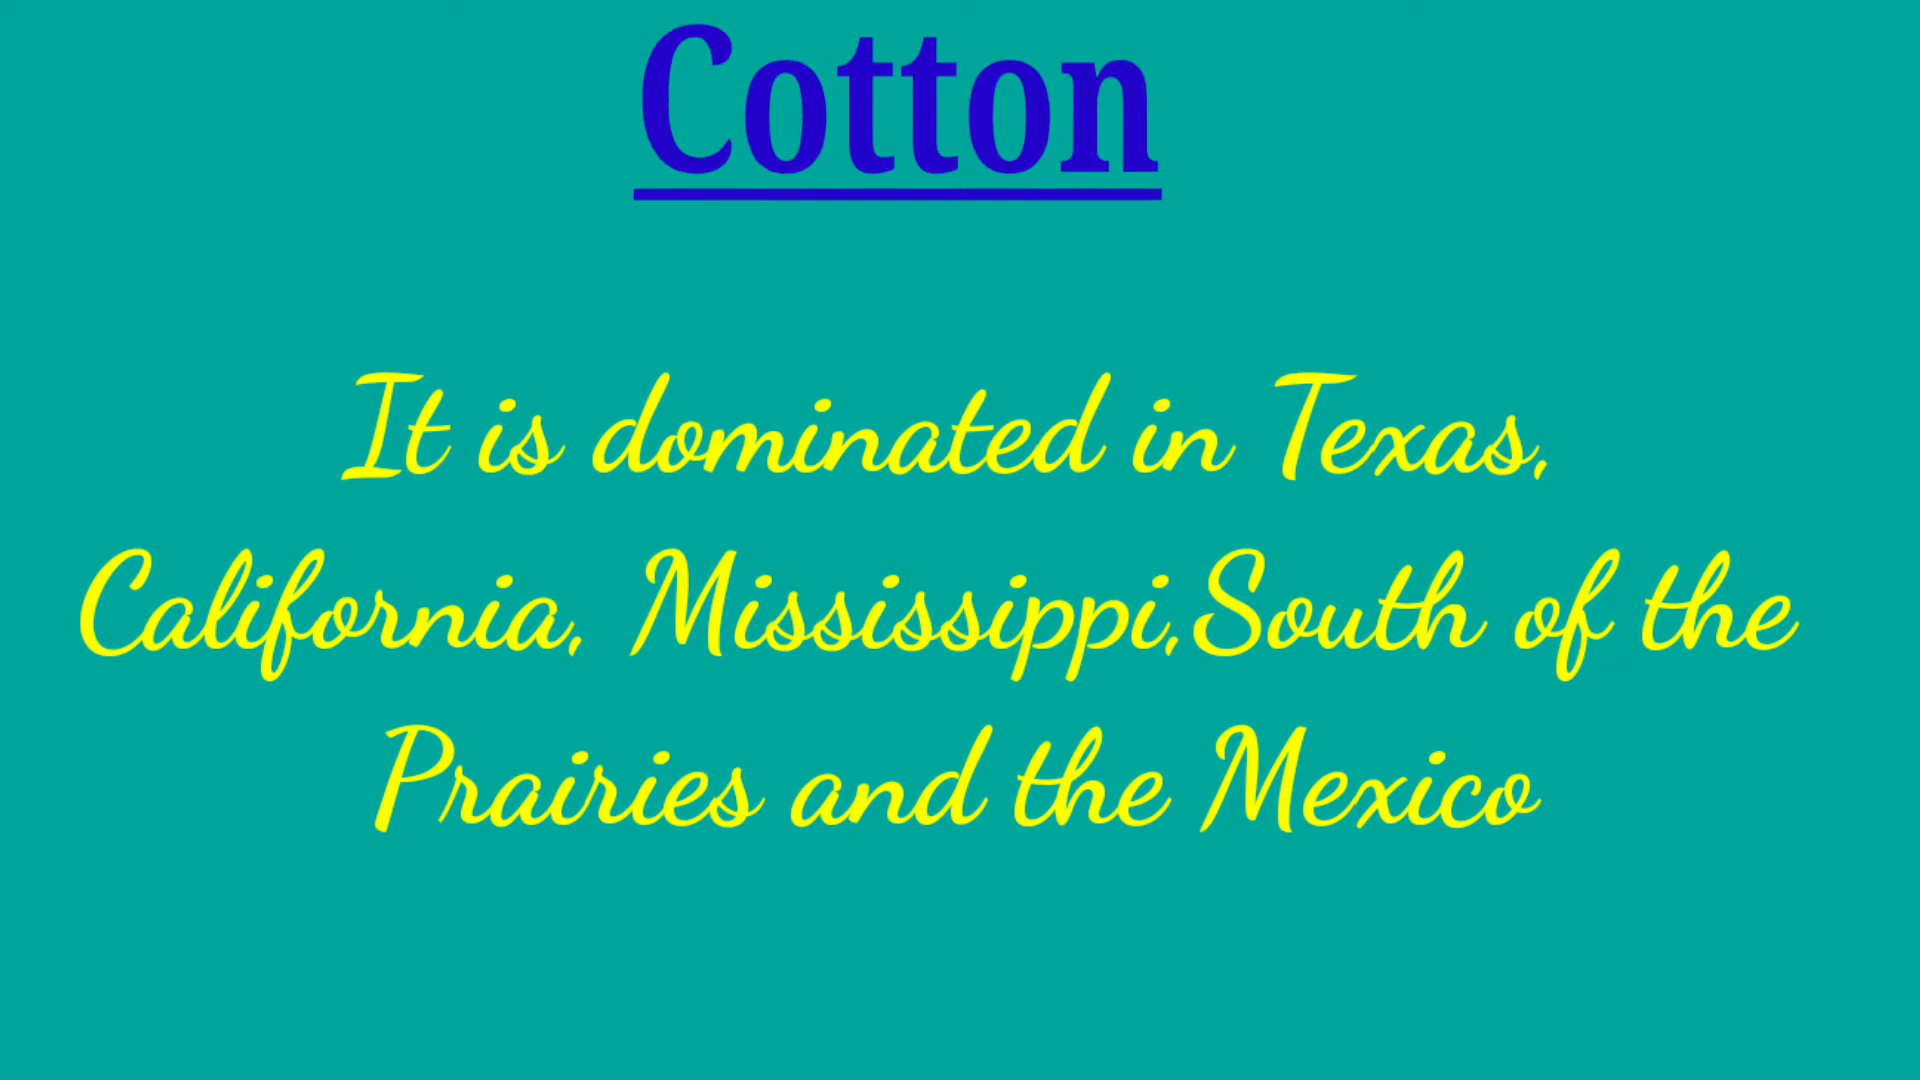 Cotton
It is dominated in Texas,
California, Mississippi,South of the
Prairies and the Mexico